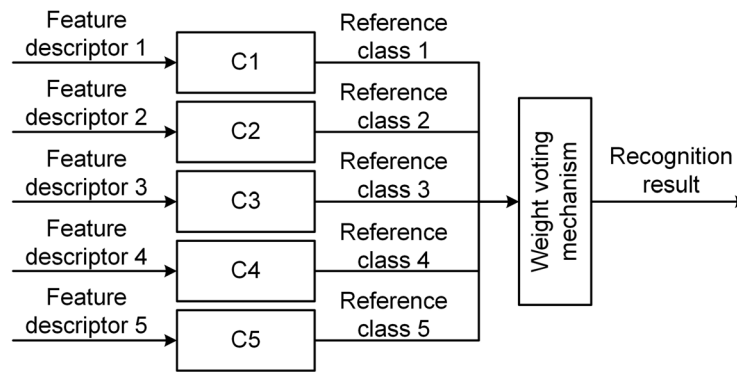 Feature
descriptor 1
C1
Reference
class 1
Feature
descriptor 2
C2
Reference
class 2
Feature
descriptor 3
C3
Reference
class 3
Feature
descriptor 4
C4
Reference
class 4
Feature
descriptor 5
C5
Reference
class 5
Weight voting
mechanism
Recognition
result